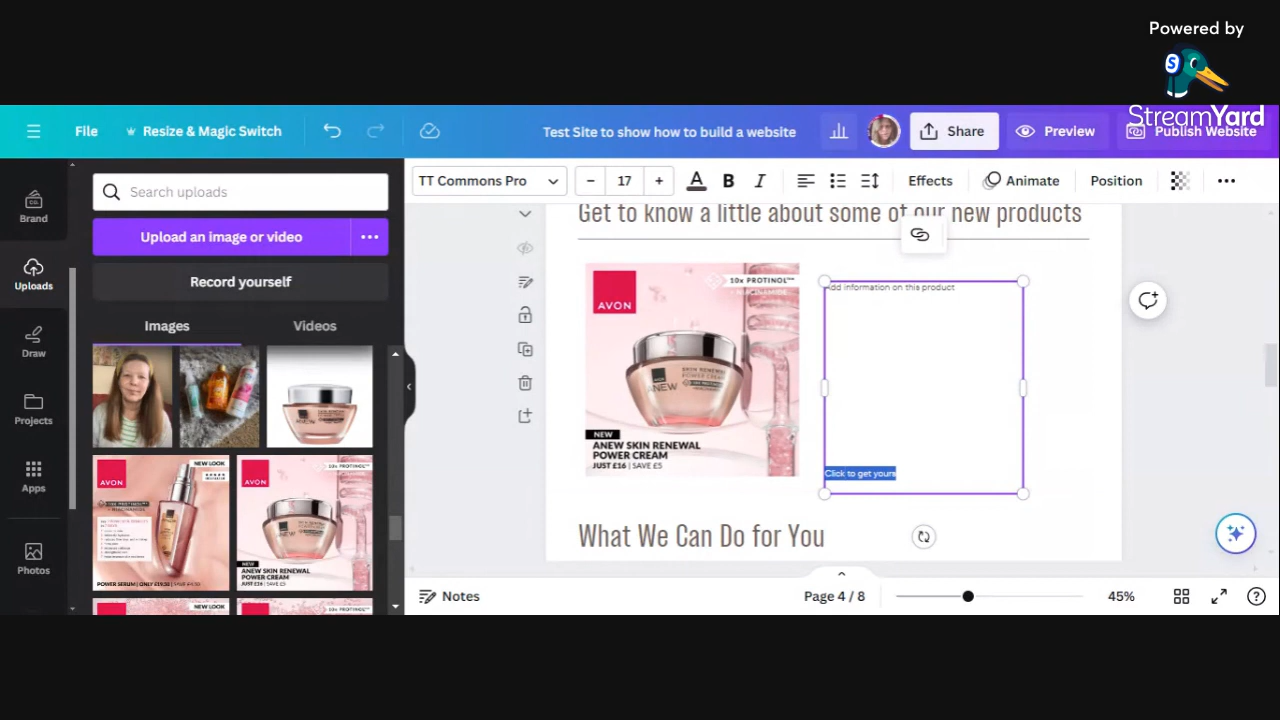 Powered by
StreamYard
File
Resize & Magic Switch
Test Site to show how to build a website
Share
Preview
Publish Website
Brand
Uploads
Draw
Projects
Apps
Photos
Search uploads
Upload an image or video
Record yourself
Images
Videos
TT Commons Pro
17
Effects
Animate
Position
Get to know a little about some of our new products
AVON
10x PROTINOL™
NEW
ANEW SKIN RENEWAL
POWER CREAM
JUST £16 | SAVE £5
Add information on this product
Click to get yours
What We Can Do for You
AVON
NEW LOOK
POWER SERUM | ONLY
AVON
10x PROTINOL™
NEW
ANEW SKIN RENEWAL
POWER CREAM
JUST £16 | SAVE £5
NEW LOOK
10x PROTINOL™
Notes
Page 4 / 8
45%